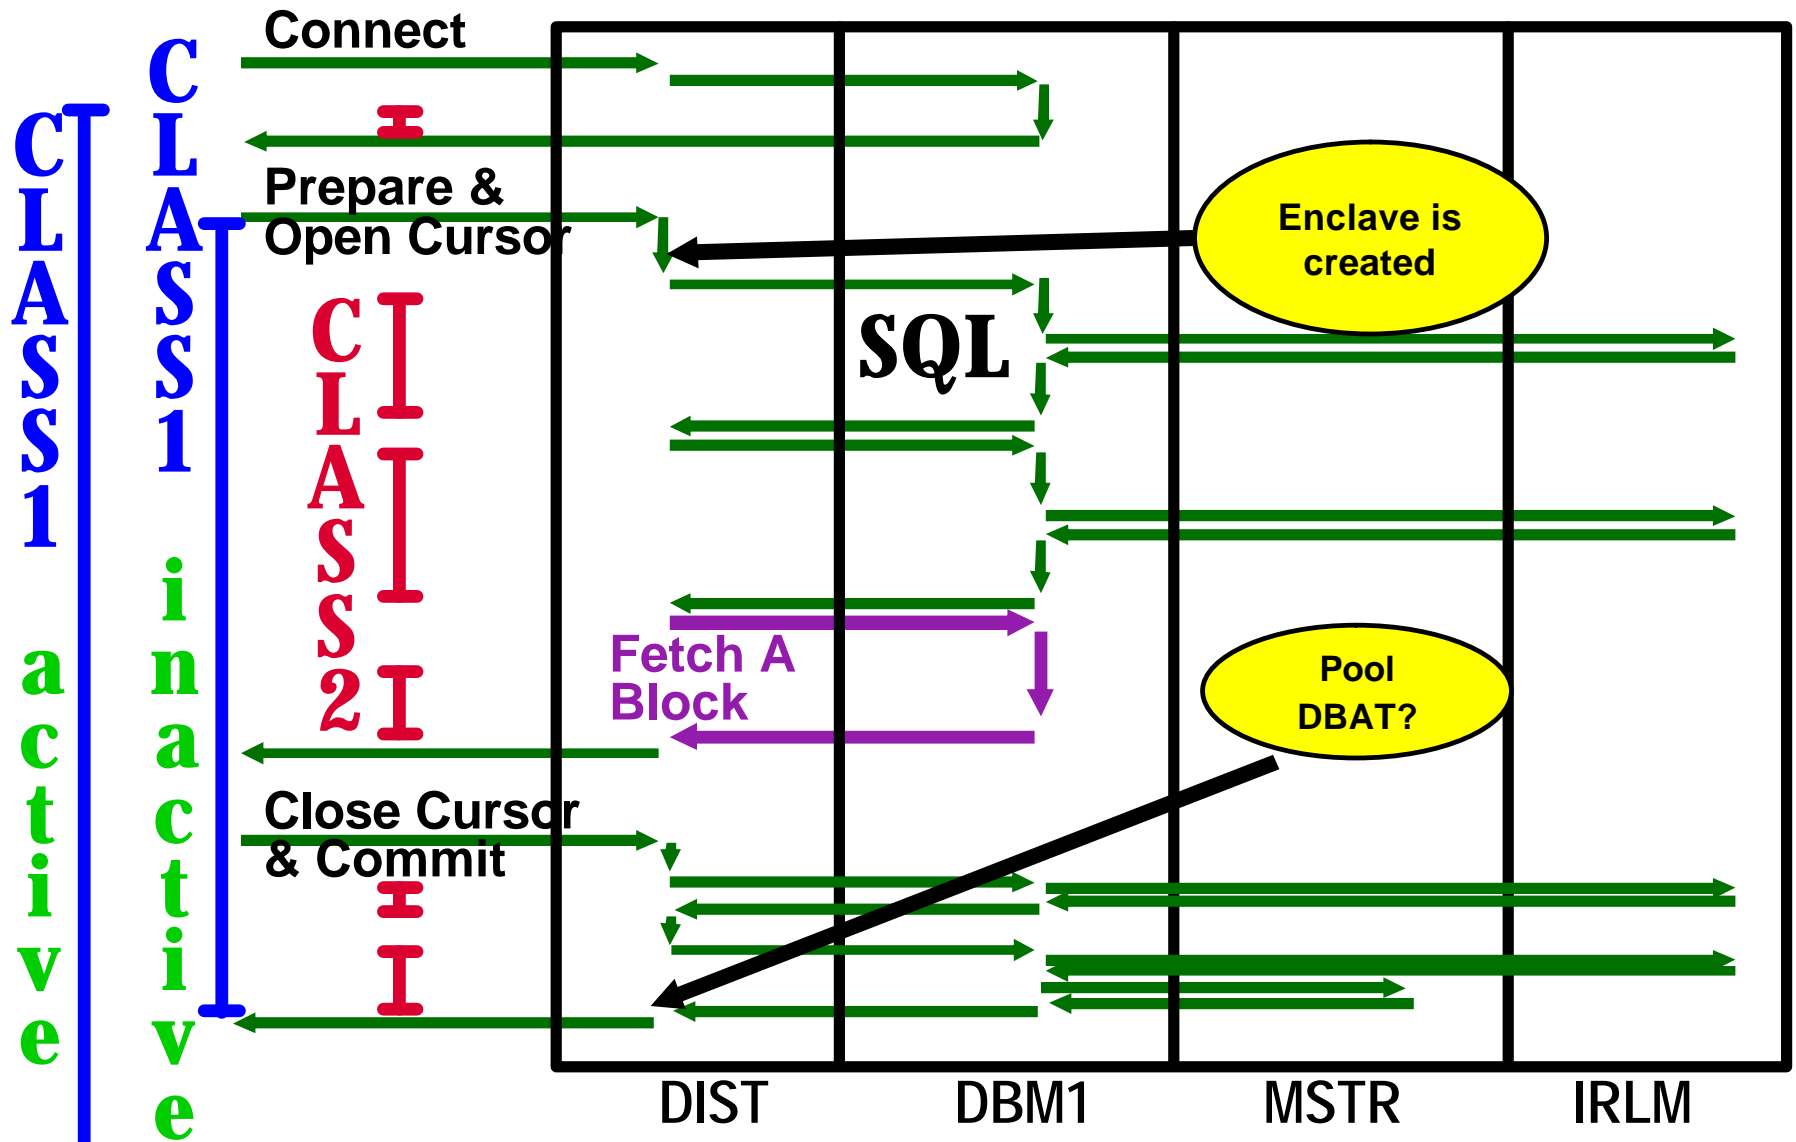 Connect
CLASS1 active
CLASS1 inactive
Prepare &
Open Cursor
Enclave is
created
CLASS2
SQL
Fetch A
Block
Pool
DBAT?
Close Cursor
& Commit
DIST
DBM1
MSTR
IRLM